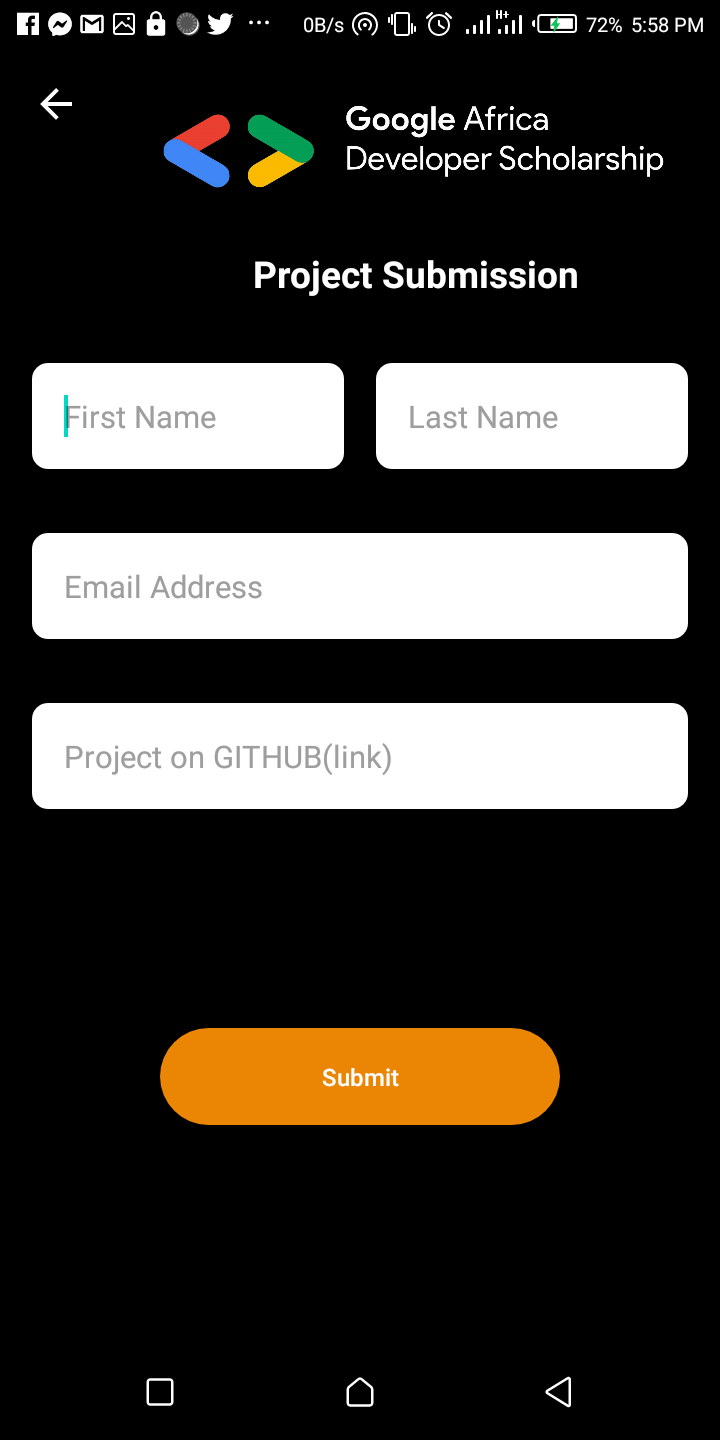 0B/s H+ 72% 5:58 PM
Google Africa
Developer Scholarship
Project Submission
First Name Last Name
Email Address
Project on GITHUB(link)
Submit